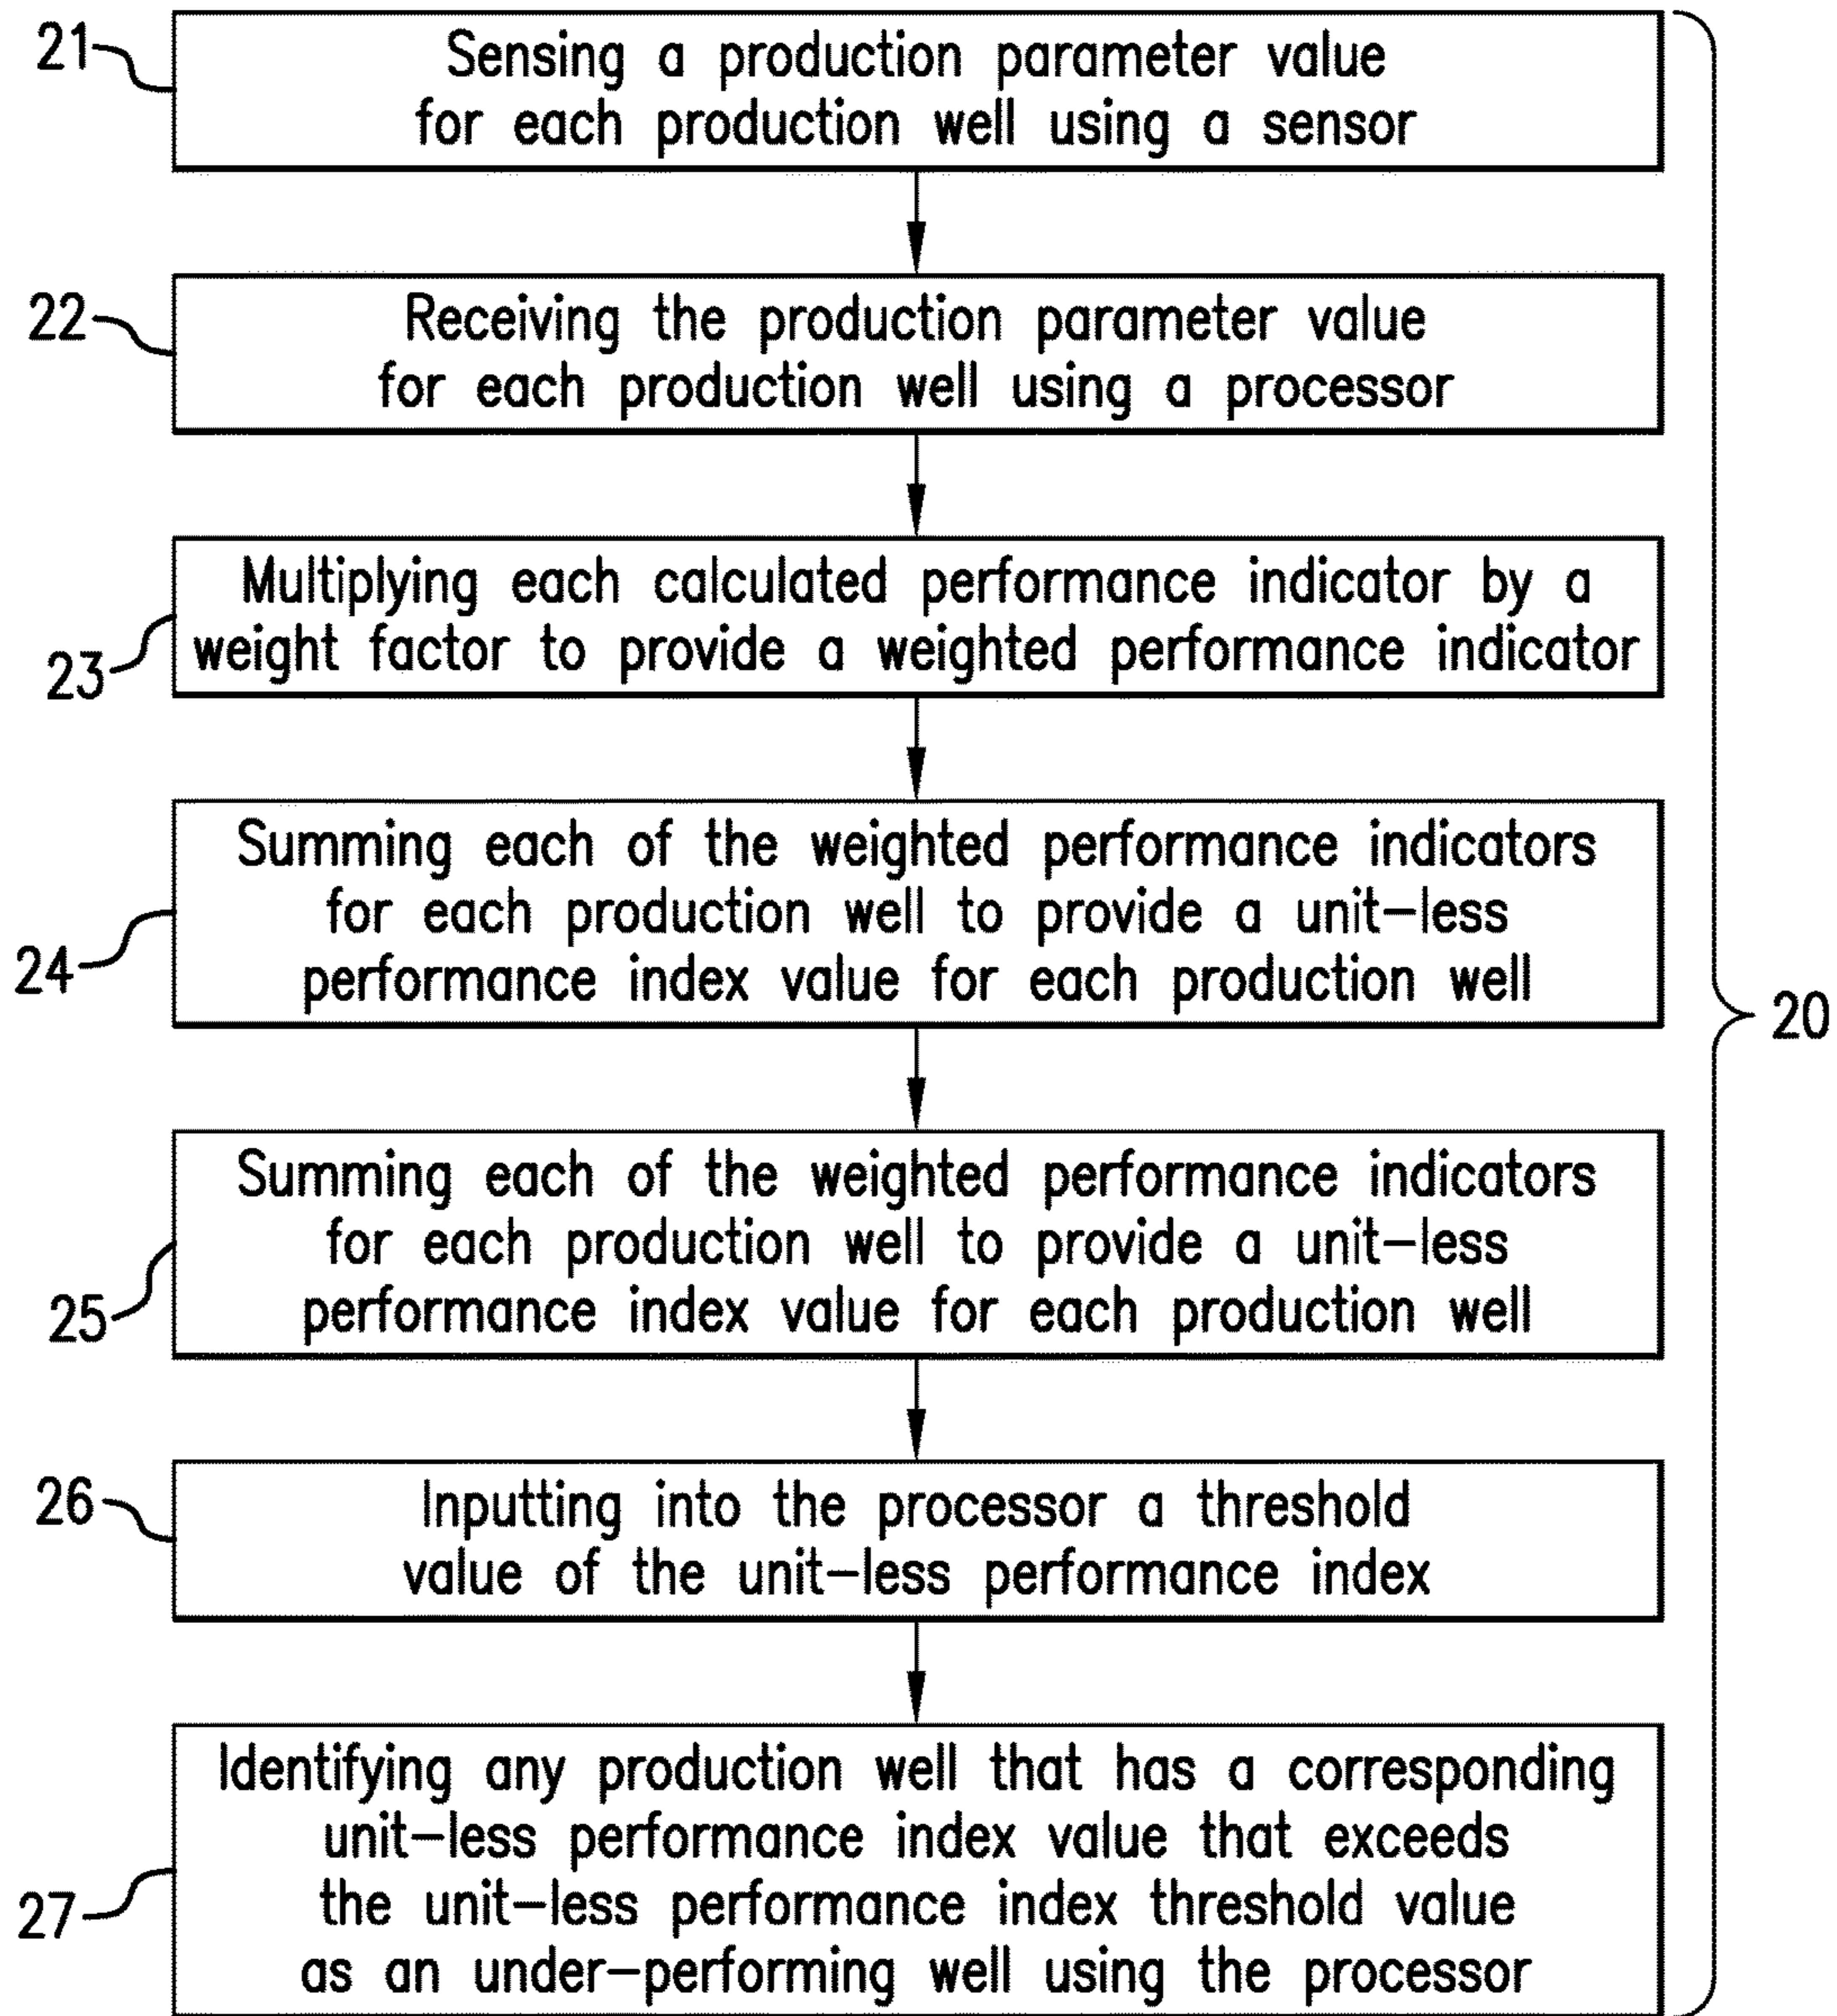 21
Sensing a production parameter value
for each production well using a sensor
22
Receiving the production parameter value
for each production well using a processor
23
Multiplying each calculated performance indicator by a
weight factor to provide a weighted performance indicator
24
Summing each of the weighted performance indicators
for each production well to provide a unit-less
performance index value for each production well
20
25
Summing each of the weighted performance indicators
for each production well to provide a unit-less
performance index value for each production well
26
Inputting into the processor a threshold
value of the unit-less performance index
27
Identifying any production well that has a corresponding
unit-less performance index value that exceeds
the unit-less performance index threshold value
as an under-performing well using the processor